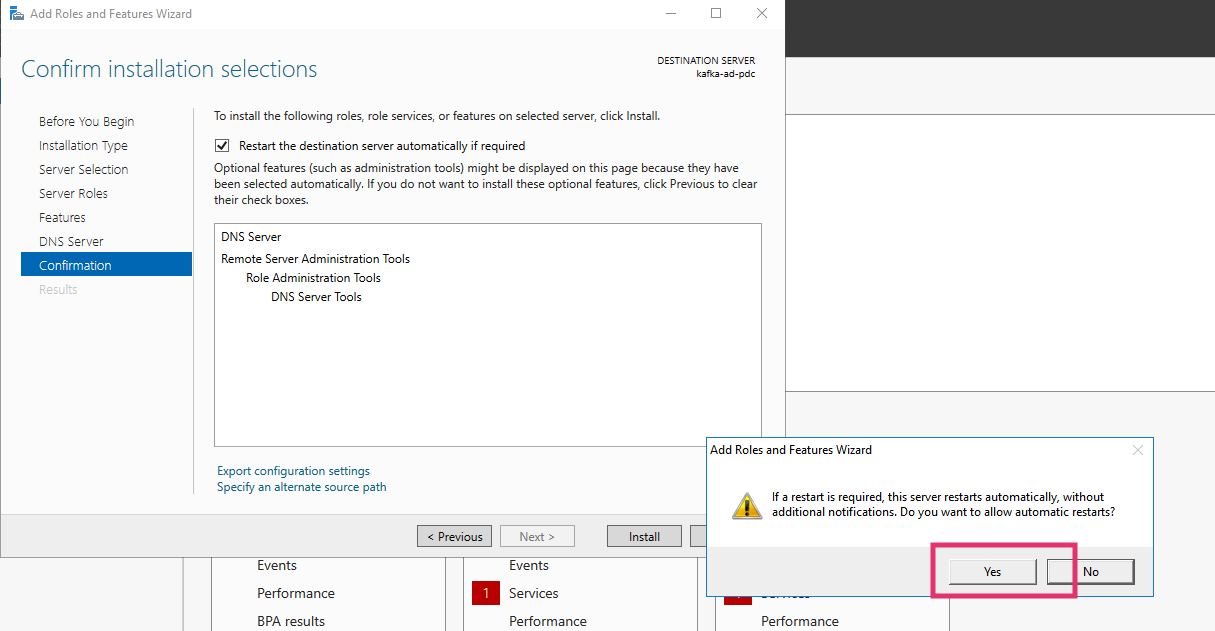 Add Roles and Features Wizard
Confirm installation selections
DESTINATION SERVER
kafka-ad-pdc
Before You Begin
Installation Type
Server Selection
Server Roles
Features
DNS Server
Confirmation
Results
To install the following roles, role services, or features on selected server, click Install.
Restart the destination server automatically if required
Optional features (such as administration tools) might be displayed on this page because they have
been selected automatically. If you do not want to install these optional features, click Previous to clear
their check boxes.
DNS Server
Remote Server Administration Tools
Role Administration Tools
DNS Server Tools
Export configuration settings
Specify an alternate source path
< Previous
Next >
Install
Add Roles and Features Wizard
If a restart is required, this server restarts automatically, without
additional notifications. Do you want to allow automatic restarts?
Yes
No
Events
Performance
BPA results
Events
1 Services
Performance
Performance